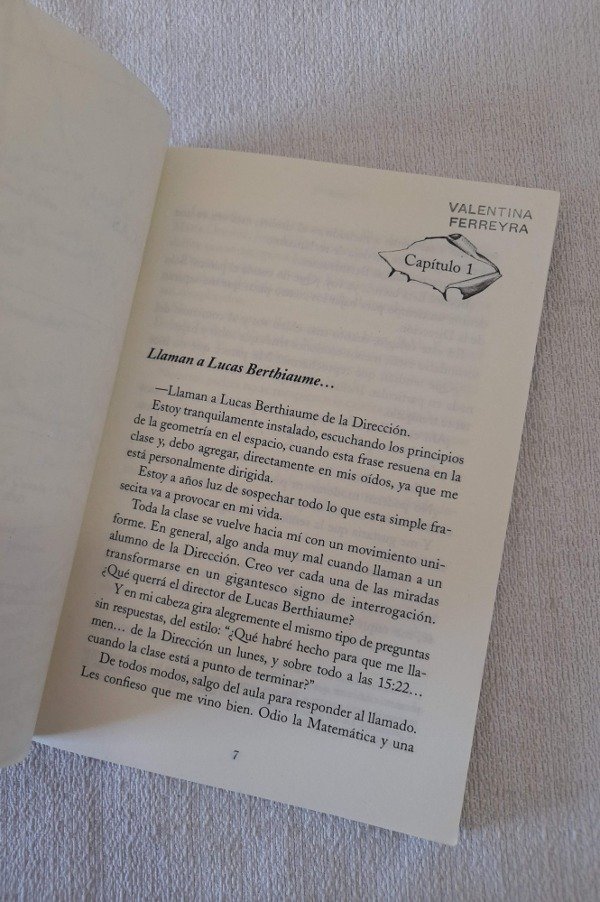 VALENTINA
FERREYRA
Capítulo 1
Llaman a Lucas Berthiaume...
—Llaman a Lucas Berthiaume de la Dirección.
Estoy tranquilamente instalado, escuchando los principios
de la geometría en el espacio, cuando esta frase resuena en la
clase y, debo agregar, directamente en mis oídos, ya que me
está personalmente dirigida.
Estoy a años luz de sospechar todo lo que esta simple fra-
secita va a provocar en mi vida.
Toda la clase se vuelve hacia mí con un movimiento uni-
forme. En general, algo anda muy mal cuando llaman a un
alumno de la Dirección. Creo ver cada una de las miradas
transformarse en un gigantesco signo de interrogación.
¿Qué querrá el director de Lucas Berthiaume?
Y en mi cabeza gira alegremente el mismo tipo de preguntas
sin respuestas, del estilo: “¿Qué habré hecho para que me lla-
men... de la Dirección un lunes, y sobre todo a las 15:22...
cuando la clase está a punto de terminar?”
De todos modos, salgo del aula para responder al llamado.
Les confieso que me vino bien. Odio la Matemática y una
7